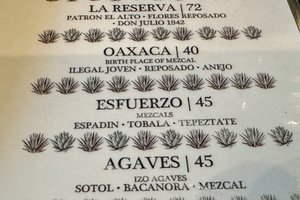 LA RESERVA | 72
PATRON EL ALTO • FLORES REPOSADO
• DON JULIO 1942
OAXACA | 40
BIRTH PLACE OF MEZCAL
ILEGAL JOVEN • REPOSADO • ANEJO
ESFUERZO | 45
MEZCALS
ESPADIN • TOBALA • TEPEZTATE
AGAVES | 45
IZO AGAVES
SOTOL • BACANORA • MEZCAL